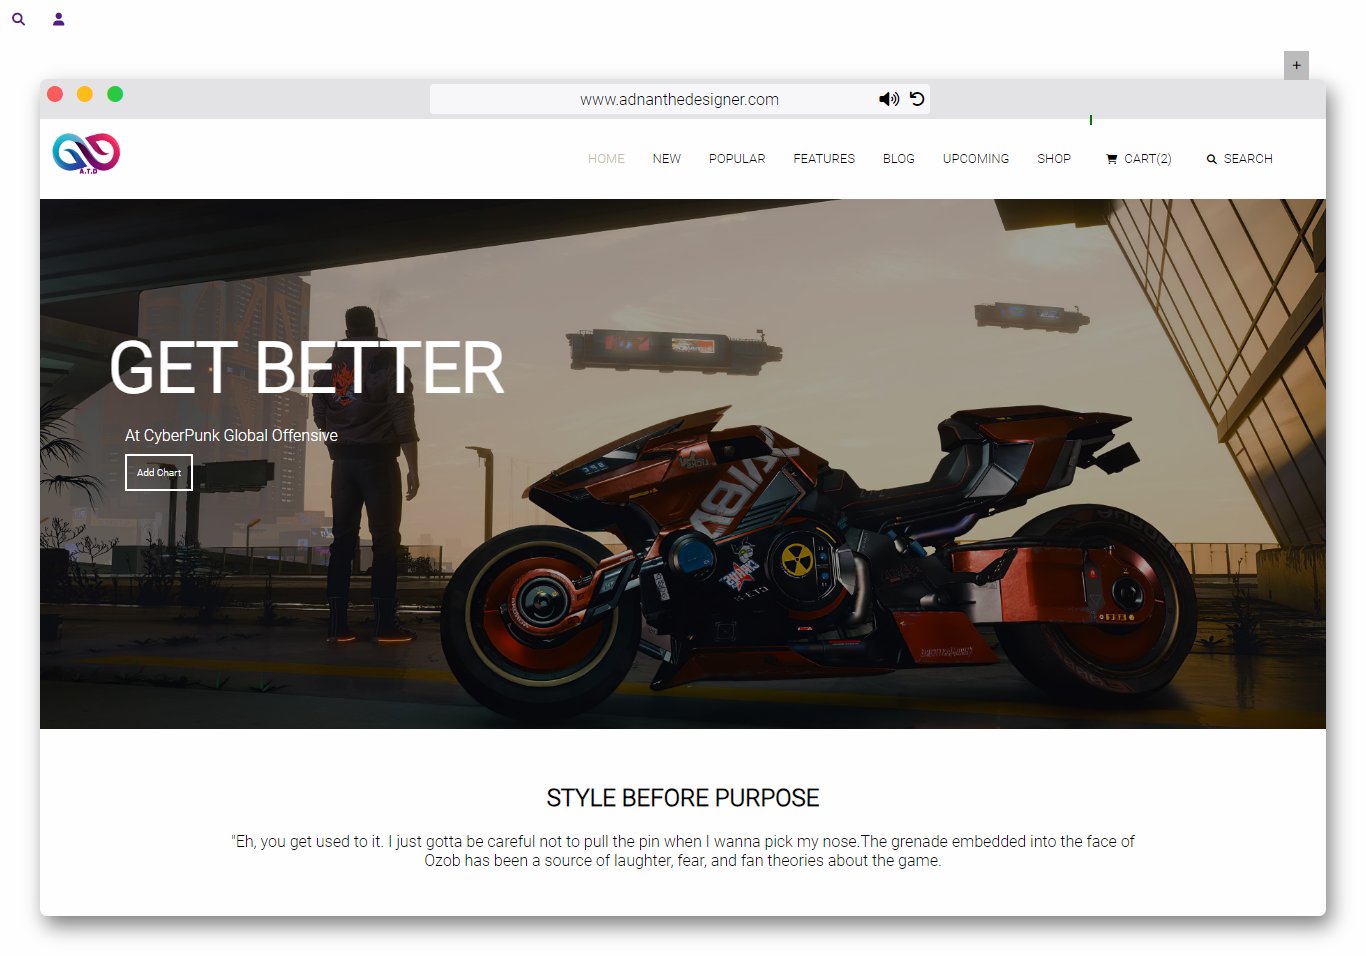 +
www.adnanthedesigner.com
A.T.D
HOME NEW POPULAR FEATURES BLOG UPCOMING SHOP CART(2) SEARCH
GET BETTER
At CyberPunk Global Offensive
Add Chart
STYLE BEFORE PURPOSE
"Eh, you get used to it. I just gotta be careful not to pull the pin when I wanna pick my nose.The grenade embedded into the face of
Ozob has been a source of laughter, fear, and fan theories about the game.